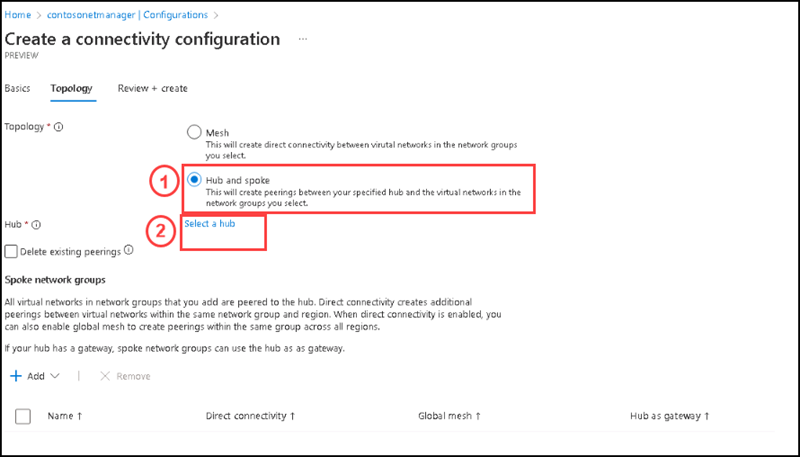 Home > contosonetmanager | Configurations >
Create a connectivity configuration ...
PREVIEW
Basics Topology Review + create
Topology * Mesh
This will create direct connectivity between virutal networks in the network groups
you select.
1 Hub and spoke
This will create peerings between your specified hub and the virtual networks in the
network groups you select.
Hub * 2 Select a hub
Delete existing peerings
Spoke network groups
All virtual networks in network groups that you add are peered to the hub. Direct connectivity creates additional
peerings between virtual networks within the same network group and region. When direct connectivity is enabled, you
can also enable global mesh to create peerings within the same group across all regions.
If your hub has a gateway, spoke network groups can use the hub as as gateway.
+ Add | × Remove
Name ↑ Direct connectivity ↑ Global mesh ↑ Hub as gateway ↑